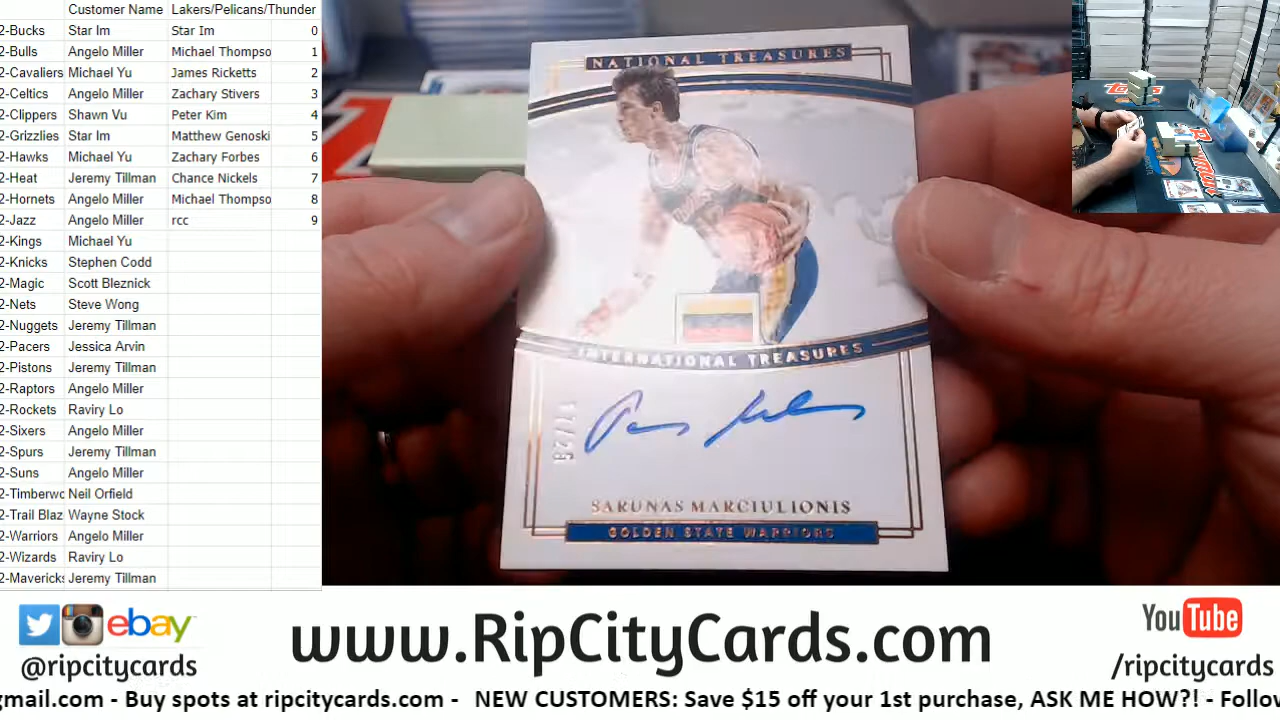 Customer Name Lakers/Pelicans/Thunder
2-Bucks Star Im Star Im 0
2-Bulls Angelo Miller Michael Thompso 1
2-Cavaliers Michael Yu James Ricketts 2
2-Celtics Angelo Miller Zachary Stivers 3
2-Clippers Shawn Vu Peter Kim 4
2-Grizzlies Star Im Matthew Genoski 5
2-Hawks Michael Yu Zachary Forbes 6
2-Heat Jeremy Tillman Chance Nickels 7
2-Hornets Angelo Miller Michael Thompso 8
2-Jazz Angelo Miller rcc 9
2-Kings Michael Yu
2-Knicks Stephen Codd
2-Magic Scott Bleznick
2-Nets Steve Wong
2-Nuggets Jeremy Tillman
2-Pacers Jessica Arvin
2-Pistons Jeremy Tillman
2-Raptors Angelo Miller
2-Rockets Raviry Lo
2-Sixers Angelo Miller
2-Spurs Jeremy Tillman
2-Suns Angelo Miller
2-Timberwo Neil Orfield
2-Trail Blaz Wayne Stock
2-Warriors Angelo Miller
2-Wizards Raviry Lo
2-Mavericks Jeremy Tillman
NATIONAL TREASURES
INTERNATIONAL TREASURES
SARUNAS MARCIULIONIS
GOLDEN STATE WARRIORS
ebay
@ripcitycards
www.RipCityCards.com
YouTube
/ripcitycards
gmail.com - Buy spots at ripcitycards.com - NEW CUSTOMERS: Save $15 off your 1st purchase, ASK ME HOW?! - Follow